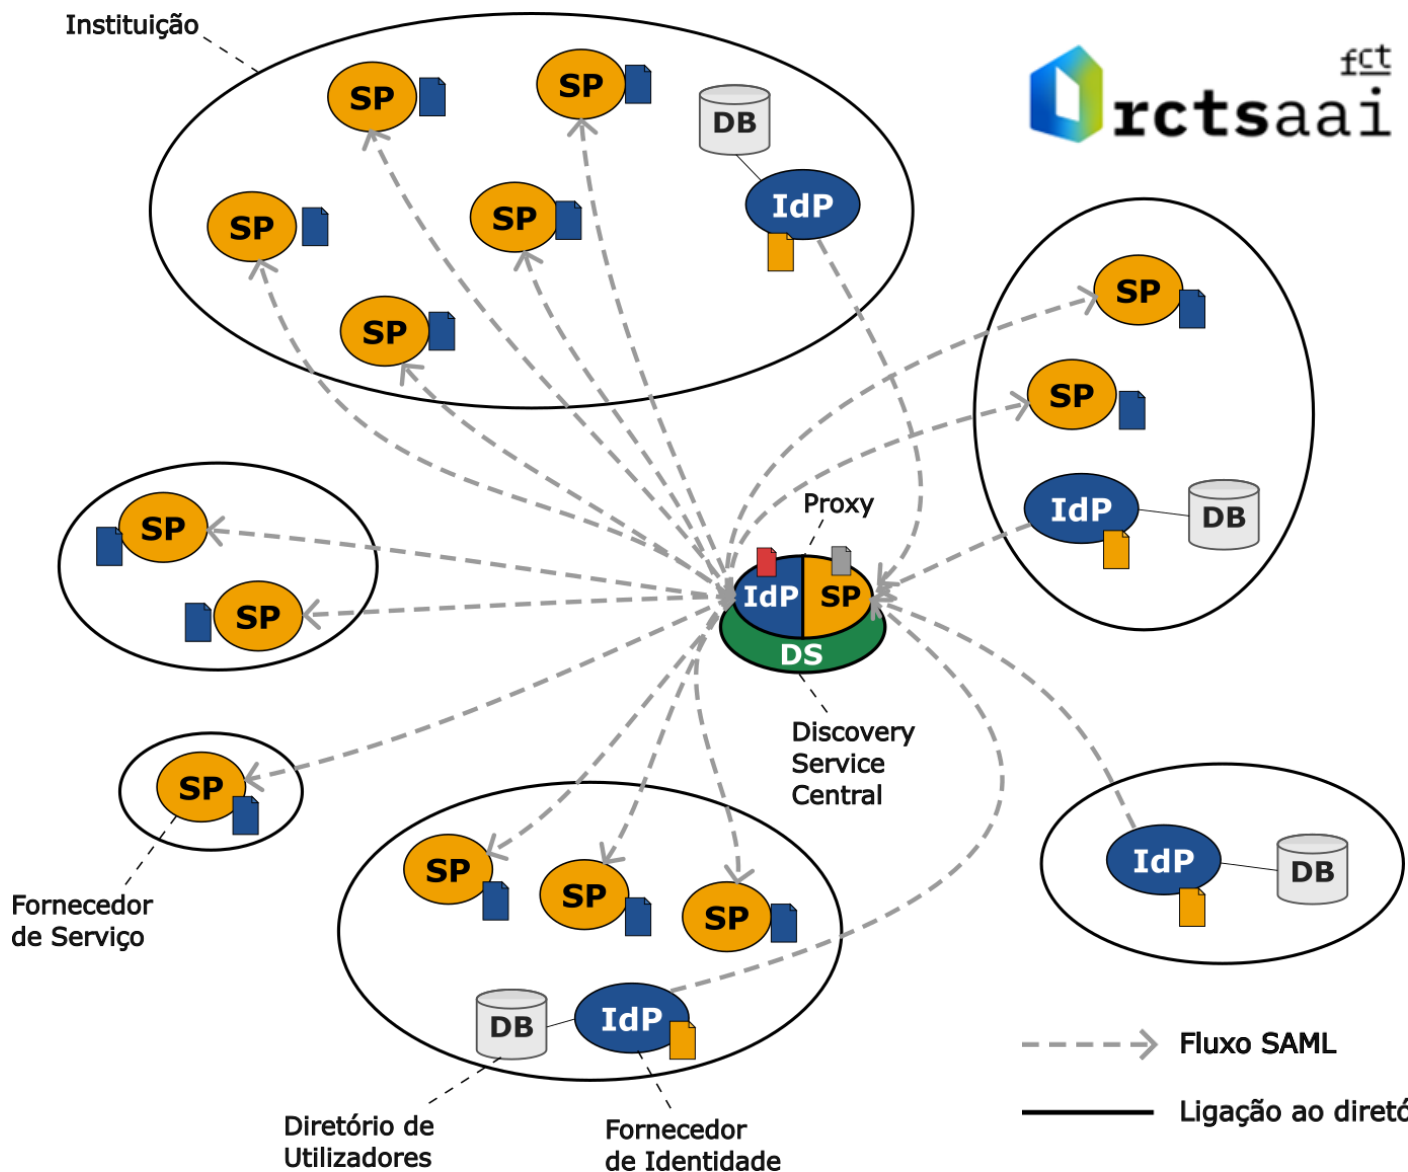 Instituição
fct
rctsaai
SP
SP
DB
IdP
SP
SP
SP
SP
SP
IdP
DB
Proxy
SP
SP
IdP
SP
DS
Discovery
Service
Central
SP
Fornecedor
de Serviço
SP
SP
SP
DB
IdP
IdP
DB
Diretório de
Utilizadores
Fornecedor
de Identidade
Fluxo SAML
Ligação ao